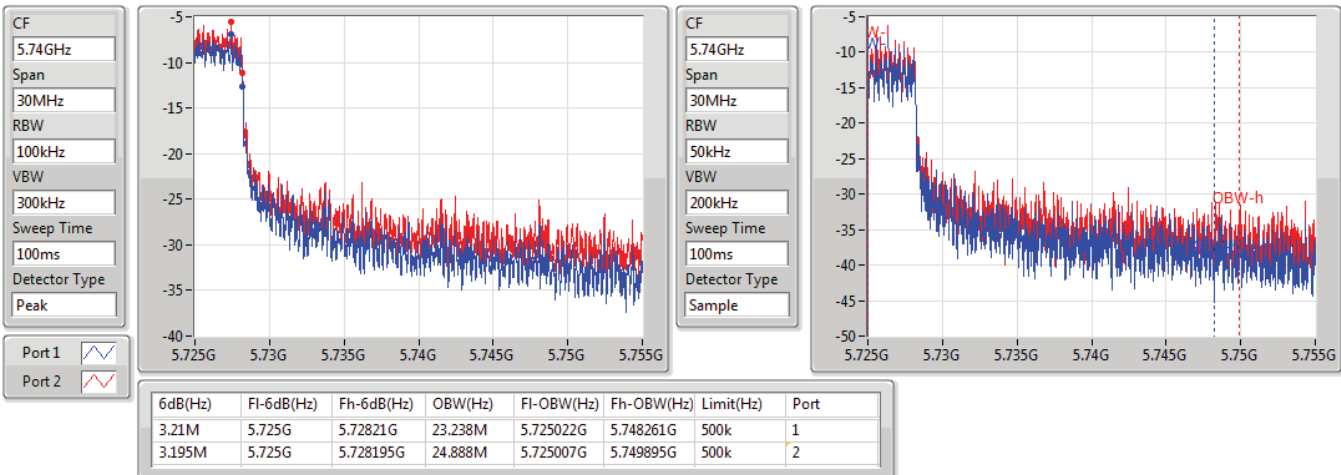 CF
5.74GHz
Span
30MHz
RBW
100kHz
VBW
300kHz
Sweep Time
100ms
Detector Type
Peak
Port 1
Port 2
-5
-10
-15
-20
-25
-30
-35
-40
5.725G 5.73G 5.735G 5.74G 5.745G 5.75G 5.755G
CF
5.74GHz
Span
30MHz
RBW
50kHz
VBW
200kHz
Sweep Time
100ms
Detector Type
Sample
-5
-10
-15
-20
-25
-30
-35
-40
-45
-50
OBW-h
5.725G 5.73G 5.735G 5.74G 5.745G 5.75G 5.755G
6dB(Hz) Fl-6dB(Hz) Fh-6dB(Hz) OBW(Hz) Fl-OBW(Hz) Fh-OBW(Hz) Limit(Hz) Port
3.21M 5.725G 5.72821G 23.238M 5.725022G 5.748261G 500k 1
3.195M 5.725G 5.728195G 24.888M 5.725007G 5.749895G 500k 2